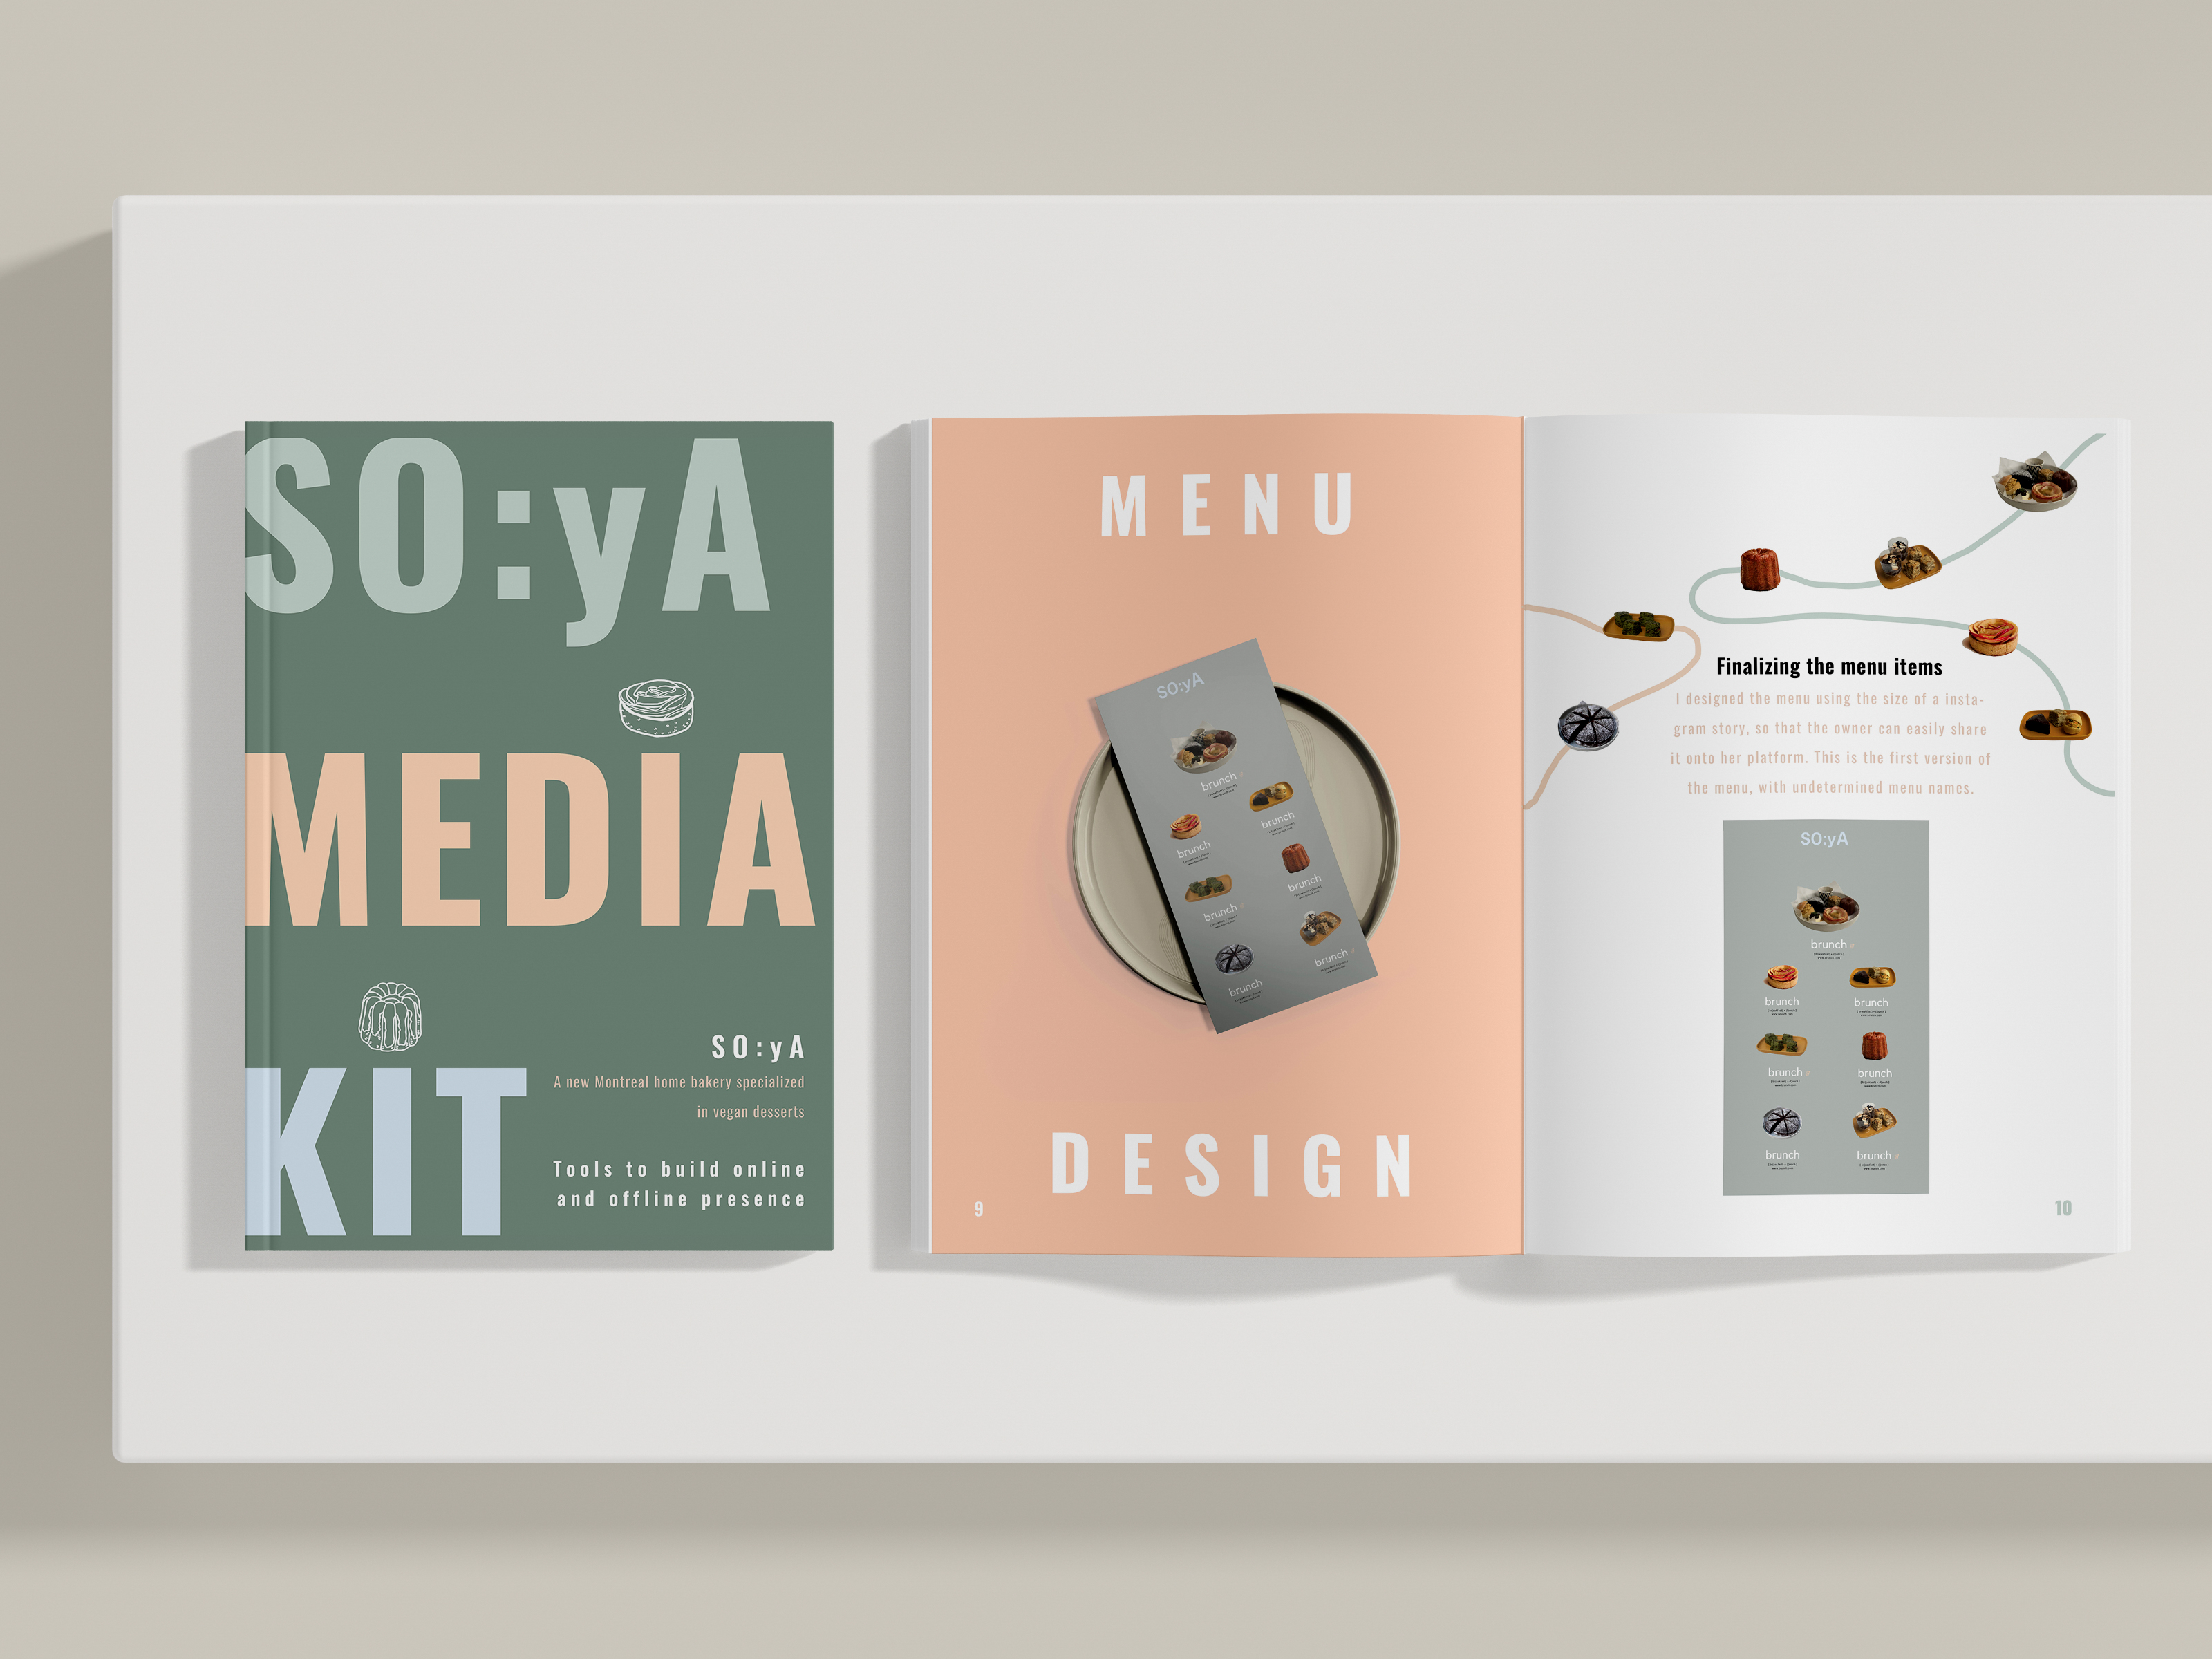 SO:yA
MEDIA
KIT
SO:yA
A new Montreal home bakery specialized
in vegan desserts
Tools to build online
and offline presence
MENU
SO:yA
brunch
brunch
brunch
brunch
brunch
brunch
brunch
DESIGN
9
Finalizing the menu items
I designed the menu using the size of a insta-
gram story, so that the owner can easily share
it onto her platform. This is the first version of
the menu, with undetermined menu names.
SO:yA
brunch
brunch
brunch
brunch
brunch
brunch
brunch
10